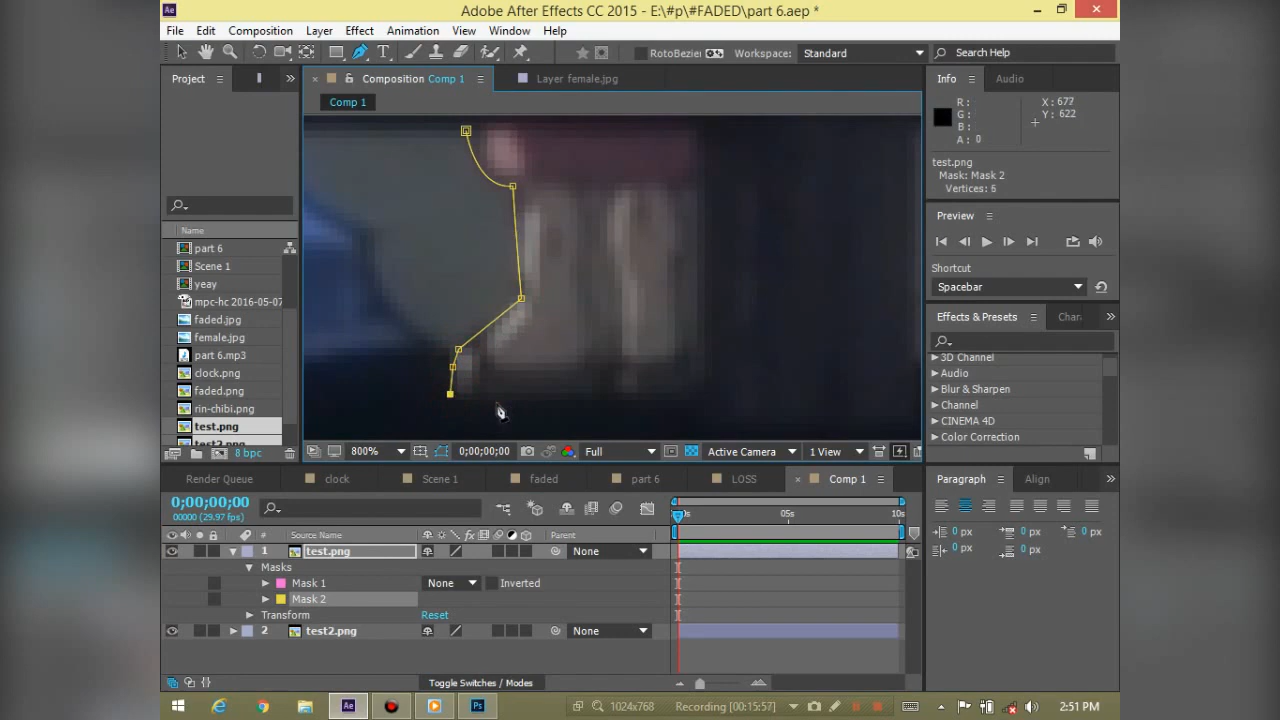 Ae Adobe After Effects CC 2015 - E:\#p\#FADED\part 6.aep *
File Edit Composition Layer Effect Animation View Window Help
RotoBezier Workspace: Standard Search Help
Project Composition Comp 1 Layer female.jpg Info Audio
Comp 1
R: X: 677
G: Y: 622
B:
A: 0
test.png
Mask: Mask 2
Vertices: 6
Preview
Shortcut
Spacebar
Effects & Presets
3D Channel
Audio
Blur & Sharpen
Channel
CINEMA 4D
Color Correction
Name
part 6
Scene 1
yeay
mpc-hc 2016-05-07
faded.jpg
female.jpg
part 6.mp3
clock.png
faded.png
rin-chibi.png
test.png
test2.png
8 bpc
800% 0;00;00;00 Full Active Camera 1 View
Render Queue clock Scene 1 faded part 6 LOSS Comp 1 Paragraph Align
0;00;00;00
00000 (29.97 fps)
05s 10s
# Source Name Parent
1 test.png None
Masks
Mask 1 None Inverted
Mask 2
Transform Reset
2 test2.png None
0 px 0 px 0 px
0 px 0 px
Toggle Switches / Modes
Ae Ps 1024x768 Recording [00:15:57] 2:51 PM